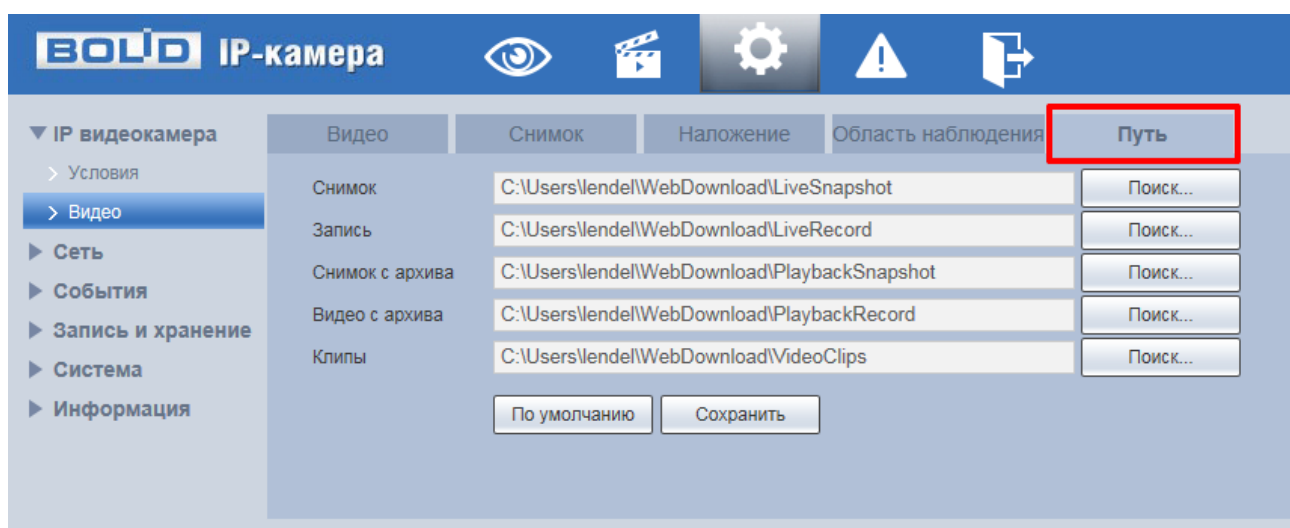 BOLID IP-камера
IP видеокамера
Условия
Видео
Сеть
События
Запись и хранение
Система
Информация
Видео Снимок Наложение Область наблюдения Путь
Снимок C:\Users\lendel\WebDownload\LiveSnapshot Поиск...
Запись C:\Users\lendel\WebDownload\LiveRecord Поиск...
Снимок с архива C:\Users\lendel\WebDownload\PlaybackSnapshot Поиск...
Видео с архива C:\Users\lendel\WebDownload\PlaybackRecord Поиск...
Клипы C:\Users\lendel\WebDownload\VideoClips Поиск...
По умолчанию Сохранить